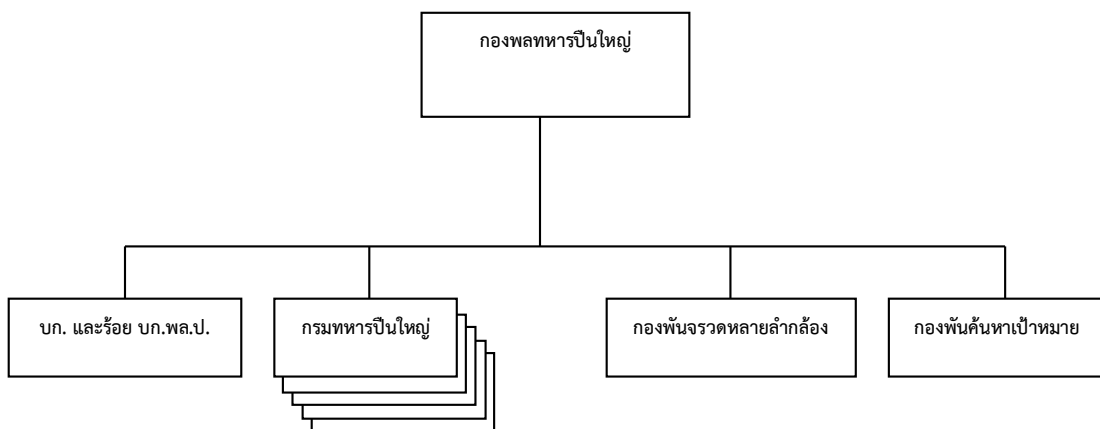 กองพลทหารปืนใหญ่
บก. และร้อย บก.พล.ป.
กรมทหารปืนใหญ่
กองพันจรวดหลายลำกล้อง
กองพันค้นหาเป้าหมาย